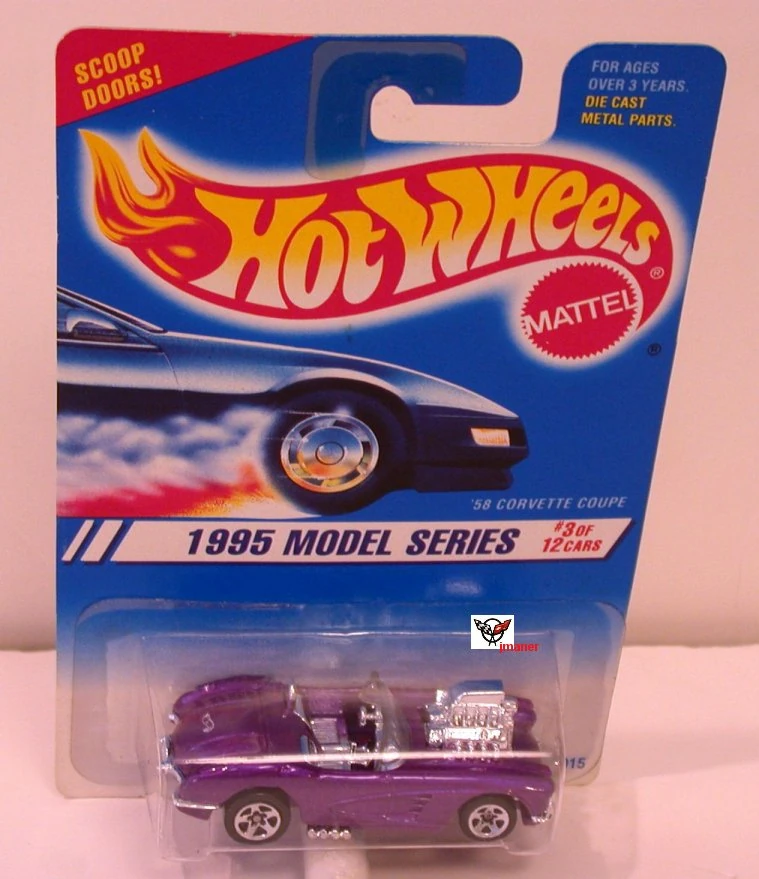 SCOOP
DOORS!
FOR AGES
OVER 3 YEARS.
DIE CAST
METAL PARTS.
HOT WHEELS ®
MATTEL
®
'58 CORVETTE COUPE
1995 MODEL SERIES
#3 OF
12 CARS
jmaner